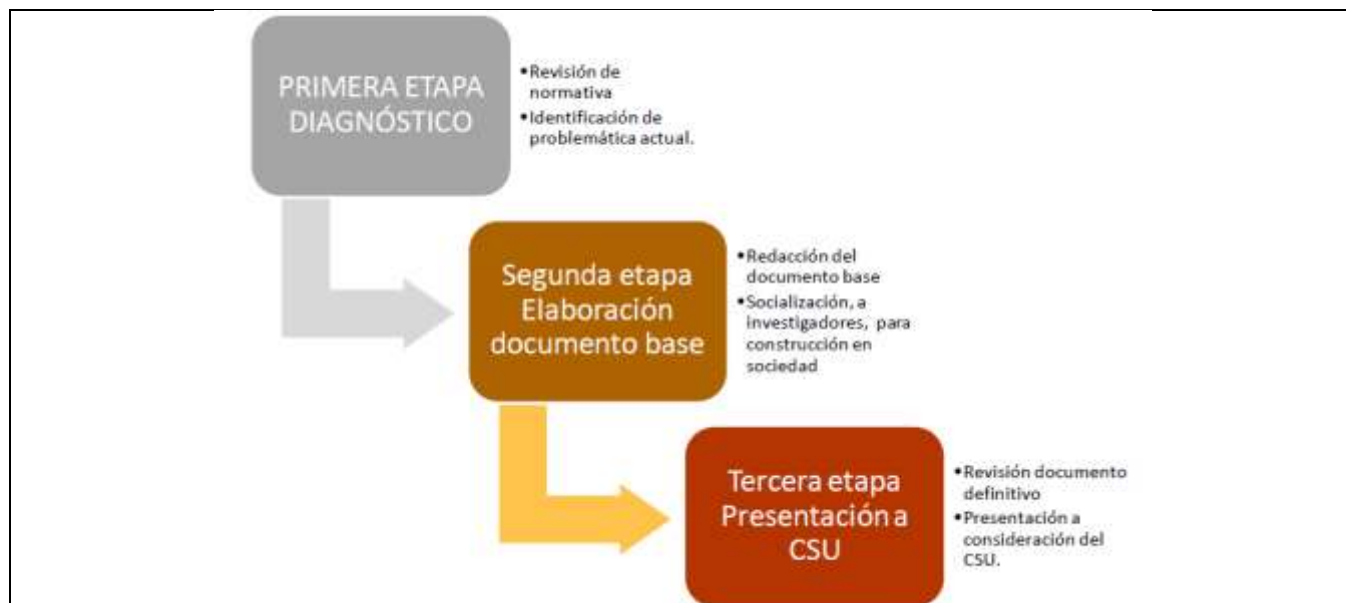 PRIMERA ETAPA
DIAGNÓSTICO
•Revisión de
normativa
•Identificación de
problemática actual.
Segunda etapa
Elaboración
documento base
•Redacción del
documento base
•Socialización, a
investigadores, para
construcción en
sociedad
Tercera etapa
Presentación a
CSU
•Revisión documento
definitivo
•Presentación a
consideración del
CSU.